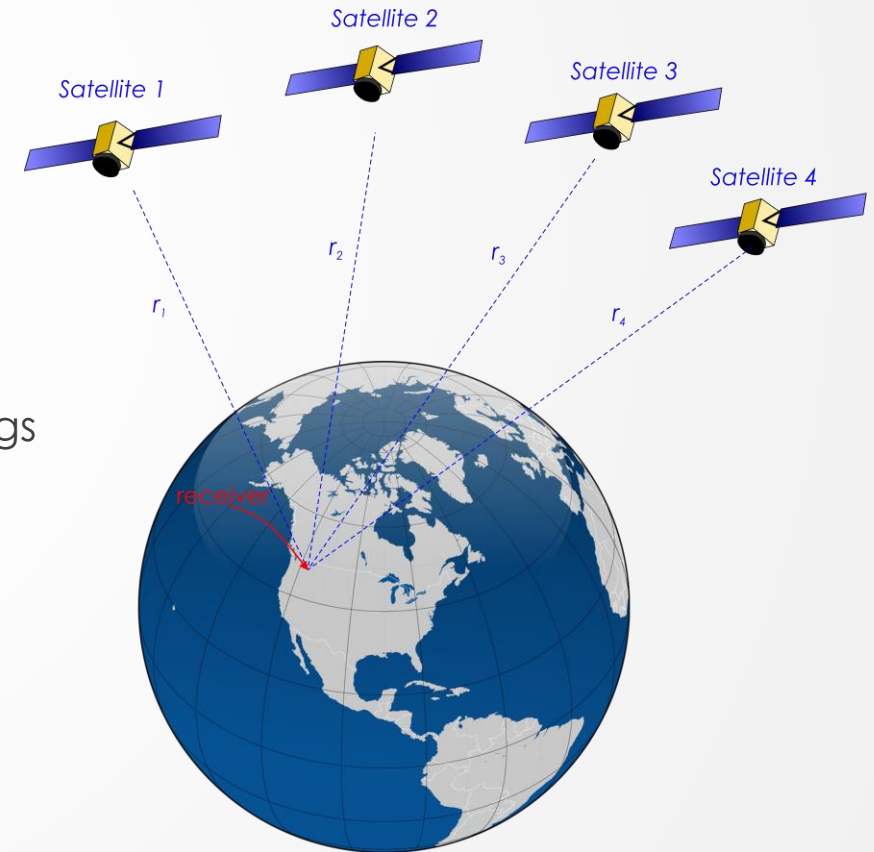 Satellite 2
Satellite 1
Satellite 3
Satellite 4
r₂
r₃
r₁
r₄
gs
receiver